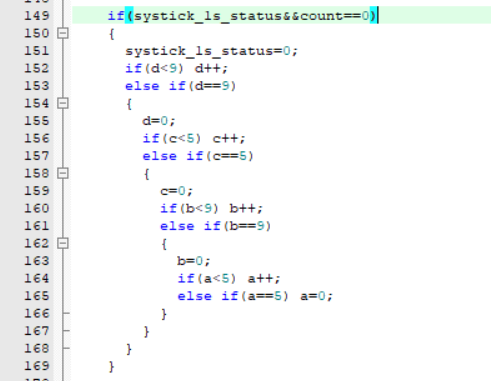 149 if(systick_1s_status&&count==0)
150 {
151 systick_1s_status=0;
152 if(d<9) d++;
153 else if(d==9)
154 {
155 d=0;
156 if(c<5) c++;
157 else if(c==5)
158 {
159 c=0;
160 if(b<9) b++;
161 else if(b==9)
162 {
163 b=0;
164 if(a<5) a++;
165 else if(a==5) a=0;
166 }
167 }
168 }
169 }